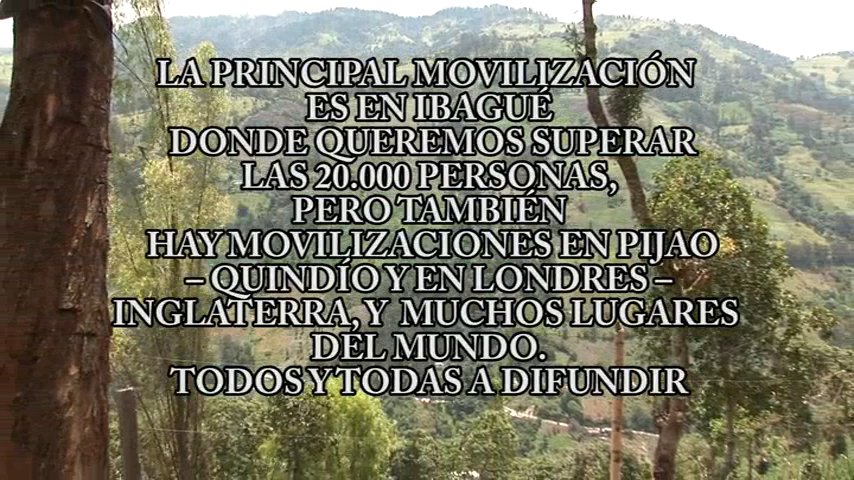 LA PRINCIPAL MOVILIZACIÓN
ES EN IBAGUÉ
DONDE QUEREMOS SUPERAR
LAS 20.000 PERSONAS,
PERO TAMBIÉN
HAY MOVILIZACIONES EN PIJAO
– QUINDÍO Y EN LONDRES –
INGLATERRA, Y MUCHOS LUGARES
DEL MUNDO.
TODOS Y TODAS A DIFUNDIR